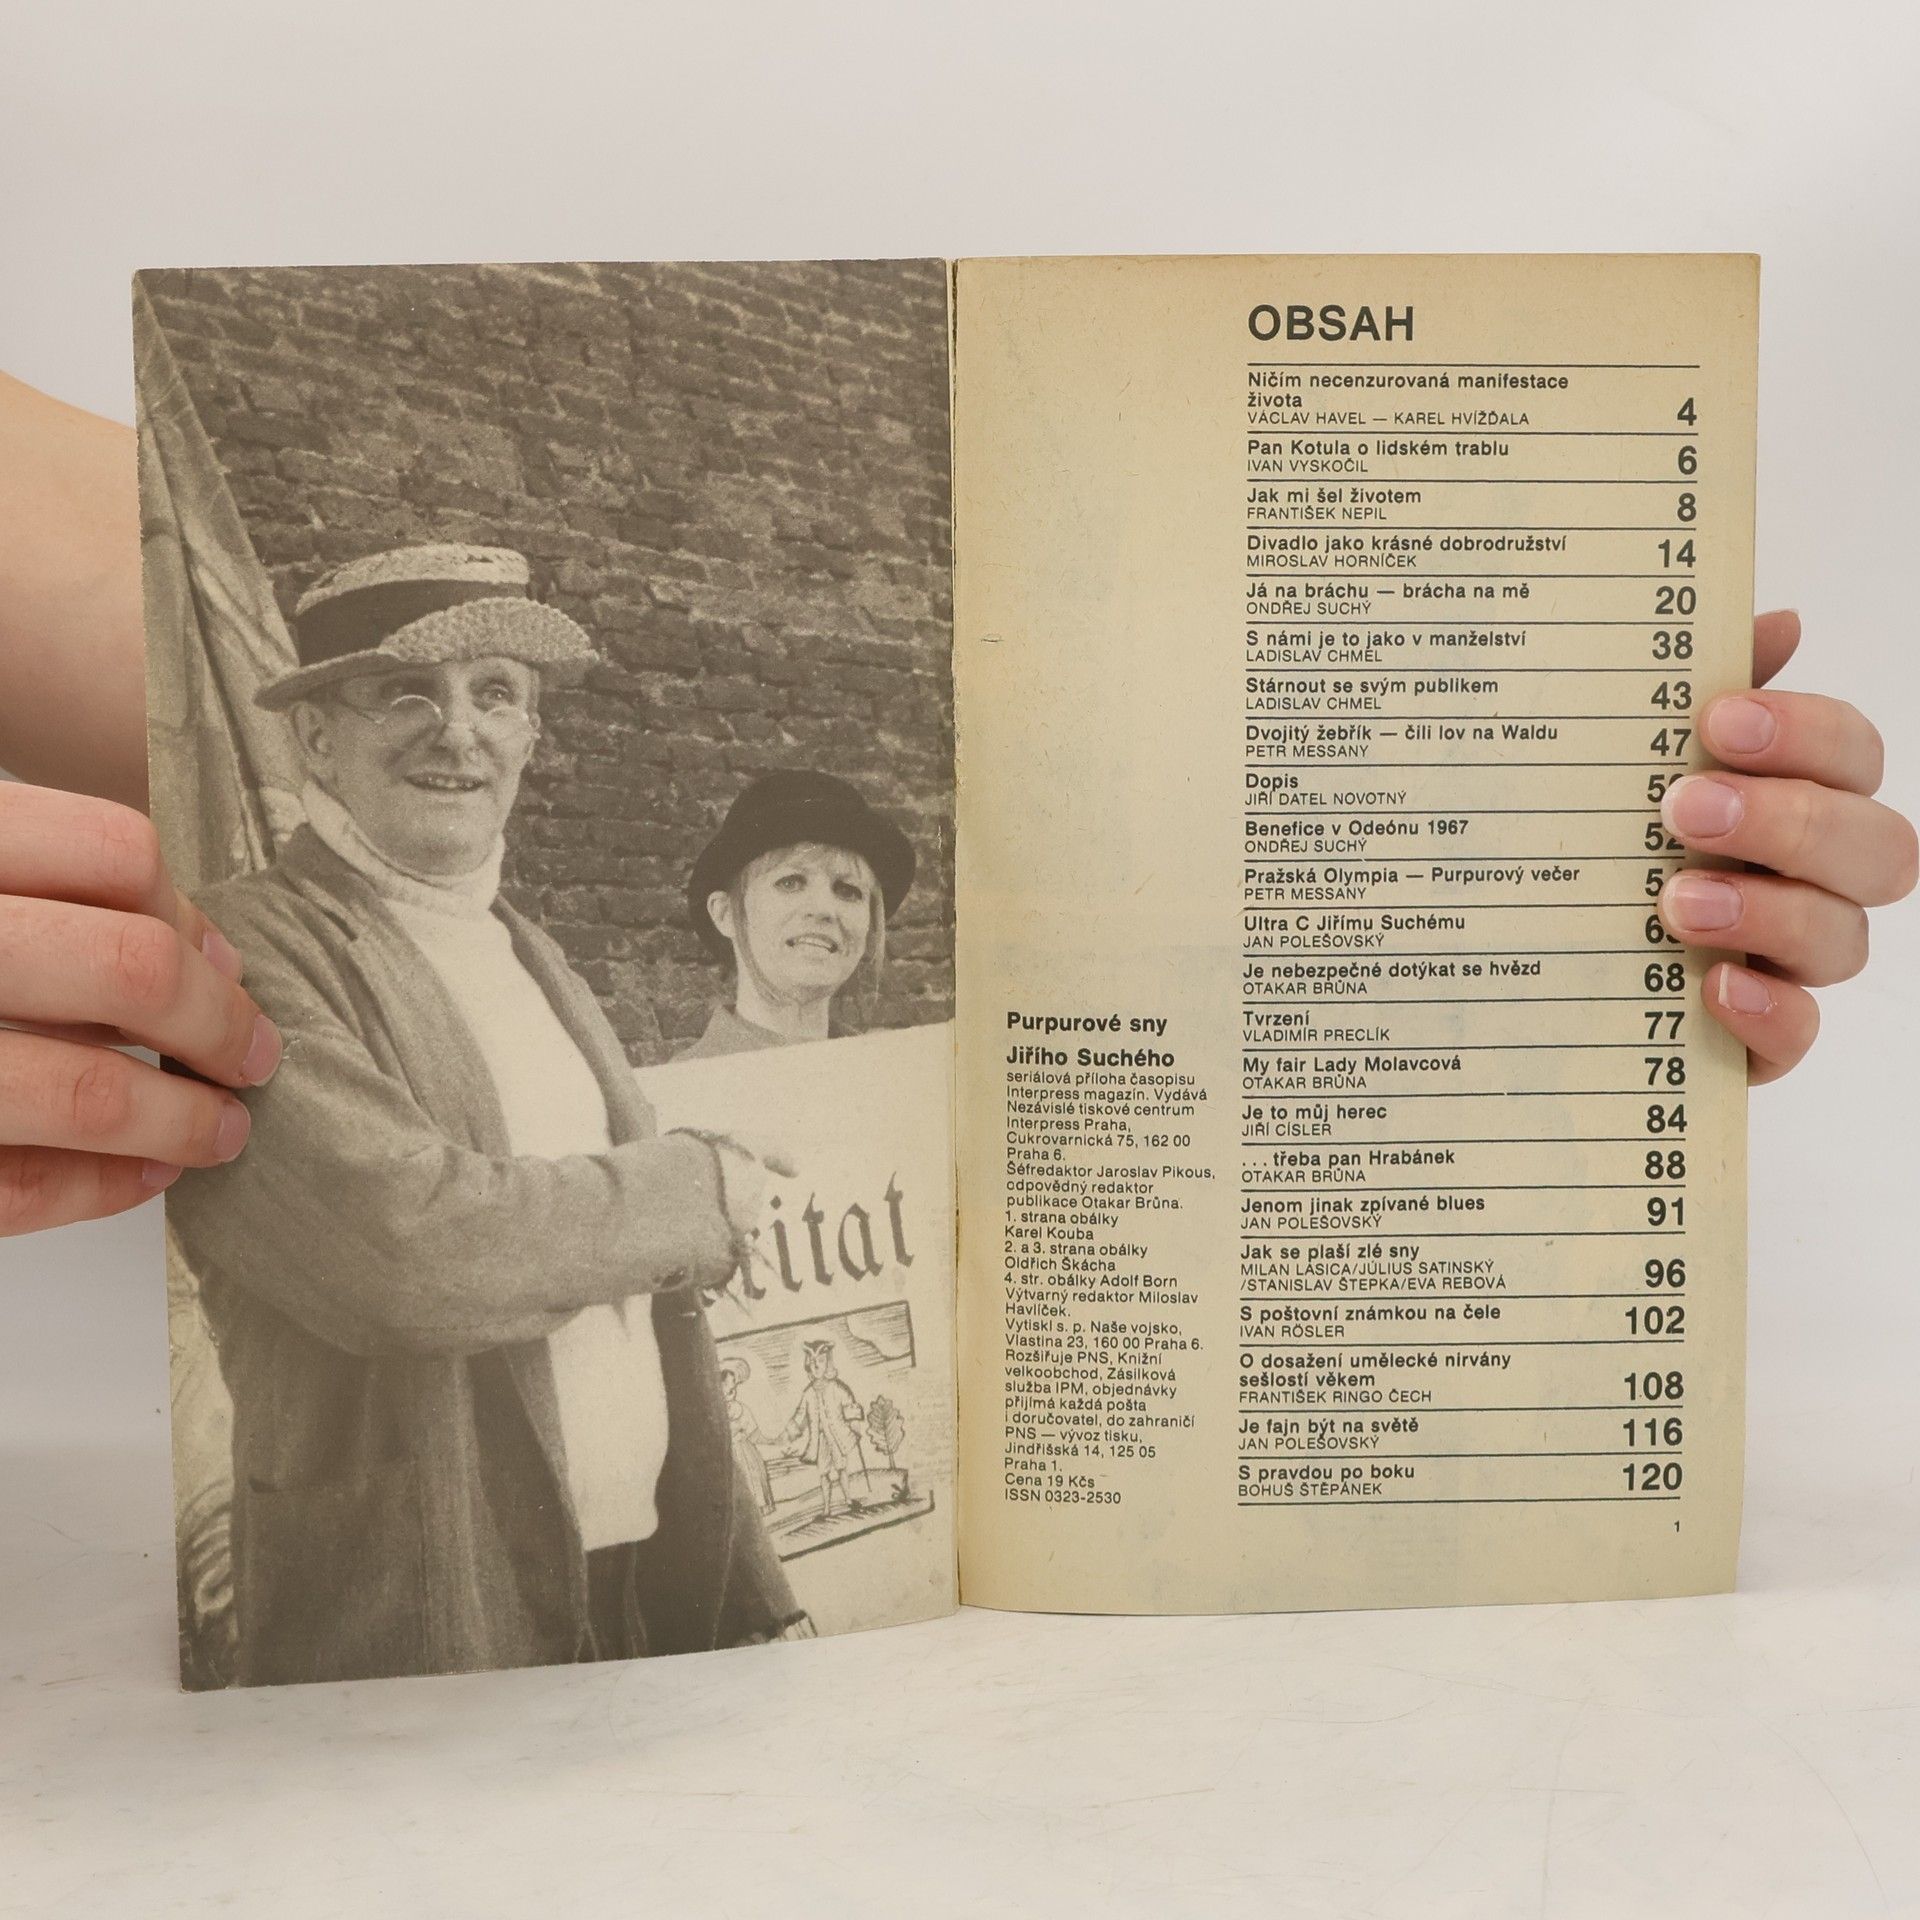 ritat
OBSAH
Ničím necenzurovaná manifestace
života
VÁCLAV HAVEL — KAREL HVÍŽĎALA 4
Pan Kotula o lidském trablu
IVAN VYSKOČIL 6
Jak mi šel životem
FRANTIŠEK NEPIL 8
Divadlo jako krásné dobrodružství
MIROSLAV HORNÍČEK 14
Já na bráchu — brácha na mě
ONDŘEJ SUCHÝ 20
S námi je to jako v manželství
LADISLAV CHMEL 38
Stárnout se svým publikem
LADISLAV CHMEL 43
Dvojitý žebřík — čili lov na Waldu
PETR MESSANY 47
Dopis
JIŘÍ DATEL NOVOTNÝ
Benefice v Odeónu 1967
ONDŘEJ SUCHÝ 52
Pražská Olympia — Purpurový večer
PETR MESSANY
Ultra C Jiřímu Suchému
JAN POLEŠOVSKÝ
Je nebezpečné dotýkat se hvězd
OTAKAR BRŮNA 68
Tvrzení
VLADIMÍR PRECLÍK 77
My fair Lady Molavcová
OTAKAR BRŮNA 78
Je to můj herec
JIŘÍ CÍSLER 84
...třeba pan Hrabánek
OTAKAR BRŮNA 88
Jenom jinak zpívané blues
JAN POLEŠOVSKÝ 91
Jak se plaší zlé sny
MILAN LASICA/JÚLIUS SATINSKÝ
/STANISLAV ŠTEPKA/EVA REBOVÁ 96
S poštovní známkou na čele
IVAN RÖSLER 102
O dosažení umělecké nirvány
sešlostí věkem
FRANTIŠEK RINGO ČECH 108
Je fajn být na světě
JAN POLEŠOVSKÝ 116
S pravdou po boku
BOHUŠ ŠTĚPÁNEK 120
Purpurové sny
Jiřího Suchého
seriálová příloha časopisu
Interpress magazín. Vydává
Nezávislé tiskové centrum
Interpress Praha,
Cukrovarnická 75, 162 00
Praha 6.
Šéfredaktor Jaroslav Pikous,
odpovědný redaktor
publikace Otakar Brůna.
1. strana obálky
Karel Kouba
2. a 3. strana obálky
Oldřich Škácha
4. str. obálky Adolf Born
Výtvarný redaktor Miloslav
Havlíček.
Vytiskl s. p. Naše vojsko,
Vlastina 23, 160 00 Praha 6.
Rozšiřuje PNS, Knižní
velkoobchod, Zásilková
služba IPM, objednávky
přijímá každá pošta
i doručovatel, do zahraničí
PNS — vývoz tisku,
Jindřišská 14, 125 05
Praha 1.
Cena 19 Kčs
ISSN 0323-2530
1